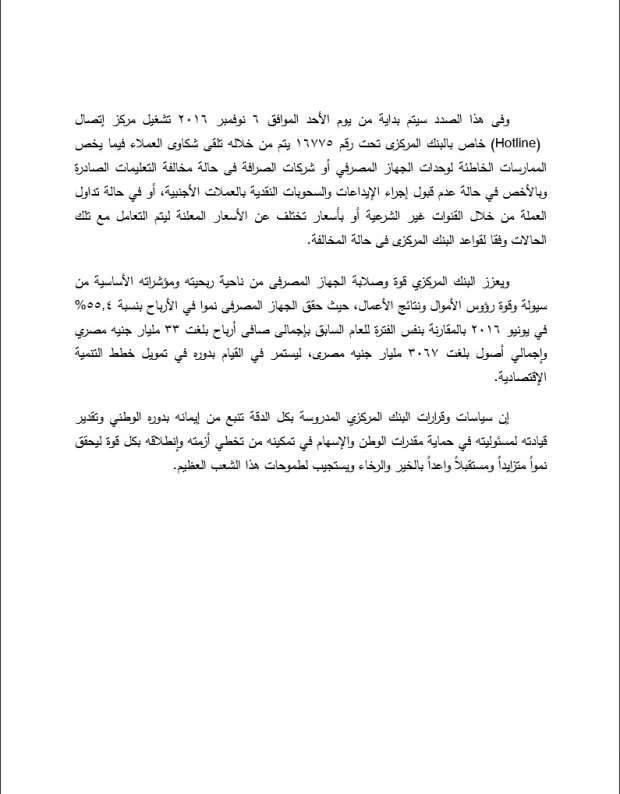 وفى هذا الصدد سيتم بداية من يوم الأحد الموافق ٦ نوفمبر ٢٠١٦ تشغيل مركز إتصال
(Hotline) خاص بالبنك المركزى تحت رقم ١٦٧٧٥ يتم من خلاله تلقى شكاوى العملاء فيما يخص
الممارسات الخاطئة لوحدات الجهاز المصرفي أو شركات الصرافة فى حالة مخالفة التعليمات الصادرة
وبالأخص في حالة عدم قبول إجراء الإيداعات والسحوبات النقدية بالعملات الأجنبية، أو في حالة تداول
العملة من خلال القنوات غير الشرعية أو بأسعار تختلف عن الأسعار المعلنة ليتم التعامل مع تلك
الحالات وفقا لقواعد البنك المركزى فى حالة المخالفة.
ويعزز البنك المركزي قوة وصلابة الجهاز المصرفى من ناحية ربحيته ومؤشراته الأساسية من
سيولة وقوة رؤوس الأموال ونتائج الأعمال، حيث حقق الجهاز المصرفى نموا في الأرباح بنسبة ٥٥,٤%
في يونيو ٢٠١٦ بالمقارنة بنفس الفترة للعام السابق بإجمالى صافى أرباح بلغت ٣٣ مليار جنيه مصري
وإجمالي أصول بلغت ٣٠٦٧ مليار جنيه مصرى، ليستمر في القيام بدوره في تمويل خطط التنمية
الإقتصادية.
إن سياسات وقرارات البنك المركزي المدروسة بكل الدقة تنبع من إيمانه بدوره الوطني وتقدير
قيادته لمسئوليته في حماية مقدرات الوطن والإسهام في تمكينه من تخطي أزمته وإنطلاقه بكل قوة ليحقق
نمواً متزايداً ومستقبلاً واعداً بالخير والرخاء ويستجيب لطموحات هذا الشعب العظيم.